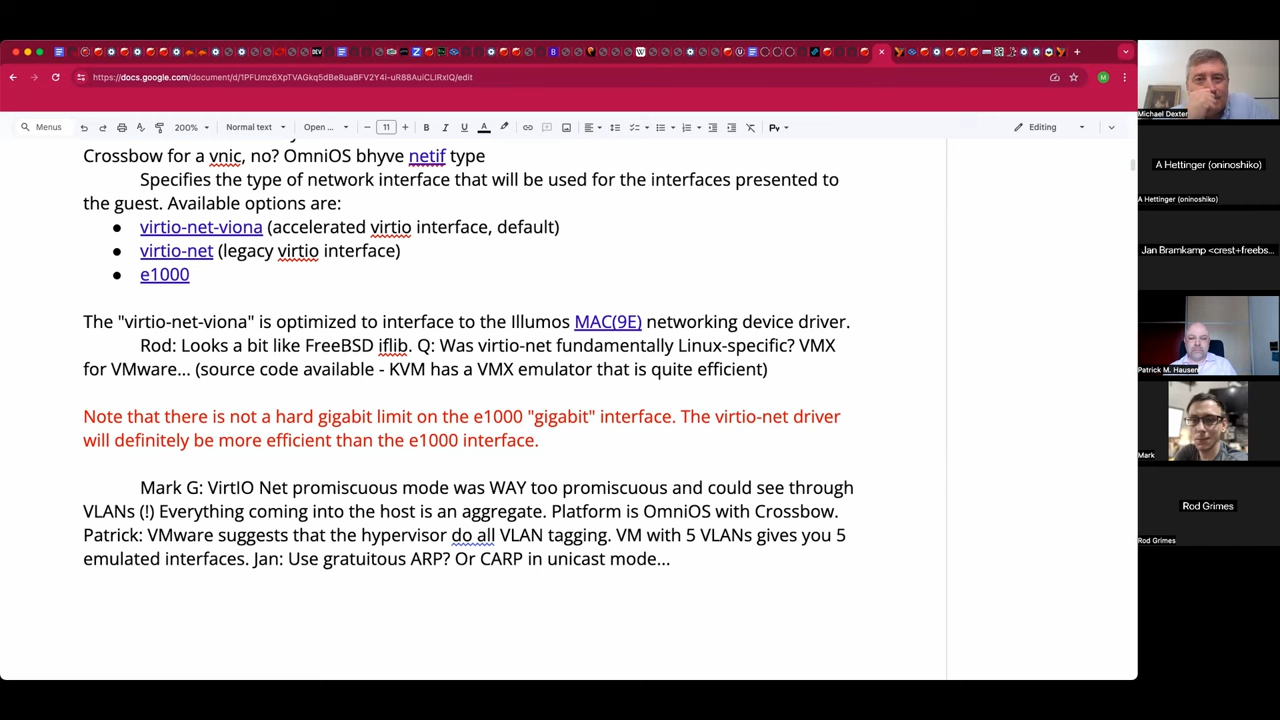 https://docs.google.com/document/d/1PFUmz6XpTVAGkq5dBe8uaBFV2Y4i-uR88AuiCLIRxIQ/edit
Menus 200% Normal text Open ... 11 Editing
Crossbow for a vnic, no? OmniOS bhyve netif type
Specifies the type of network interface that will be used for the interfaces presented to
the guest. Available options are:
● virtio-net-viona (accelerated virtio interface, default)
● virtio-net (legacy virtio interface)
● e1000
The "virtio-net-viona" is optimized to interface to the Illumos MAC(9E) networking device driver.
Rod: Looks a bit like FreeBSD iflib. Q: Was virtio-net fundamentally Linux-specific? VMX
for VMware... (source code available - KVM has a VMX emulator that is quite efficient)
Note that there is not a hard gigabit limit on the e1000 "gigabit" interface. The virtio-net driver
will definitely be more efficient than the e1000 interface.
Mark G: VirtIO Net promiscuous mode was WAY too promiscuous and could see through
VLANs (!) Everything coming into the host is an aggregate. Platform is OmniOS with Crossbow.
Patrick: VMware suggests that the hypervisor do all VLAN tagging. VM with 5 VLANs gives you 5
emulated interfaces. Jan: Use gratuitous ARP? Or CARP in unicast mode...
Michael Dexter
A Hettinger (oninoshiko)
A Hettinger (oninoshiko)
Jan Bramkamp <crest+freebs...
Patrick M. Hausen
Mark
Rod Grimes
Rod Grimes